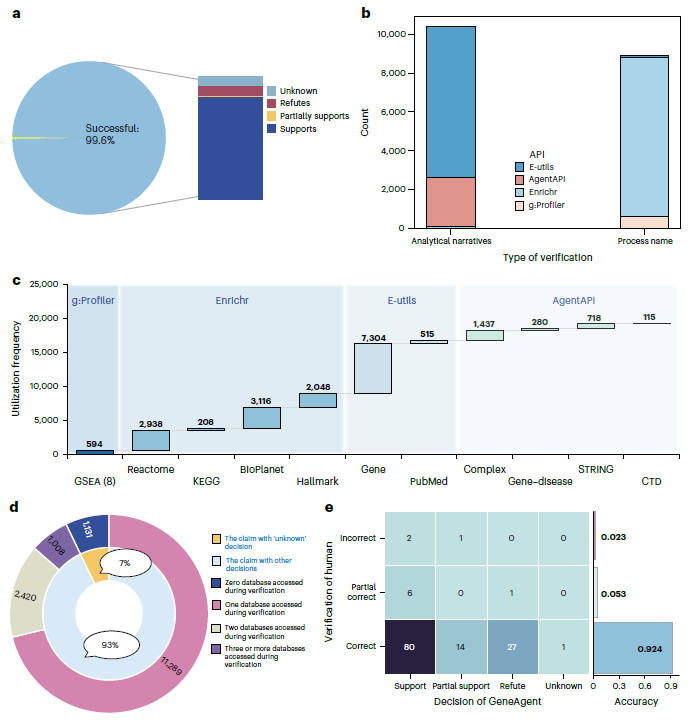 a
Successful:
99.6%
Unknown
Refutes
Partially supports
Supports
b
10,000
8,000
6,000
4,000
2,000
0
Count
API
E-utils
AgentAPI
Enrichr
g:Profiler
Analytical narratives
Process name
Type of verification
c
25,000
20,000
15,000
10,000
5,000
0
Utilization frequency
g:Profiler
Enrichr
E-utils
AgentAPI
594
2,938
208
3,116
2,048
7,304
515
1,437
280
718
115
GSEA (8)
Reactome
KEGG
BioPlanet
Hallmark
Gene
PubMed
Complex
Gene–disease
STRING
CTD
d
1,131
1,008
2,420
11,289
7%
93%
The claim with 'unknown'
decision
The claim with other
decisions
Zero database accessed
during verification
One database accessed
during verification
Two databases accessed
during verification
Three or more databases
accessed during
verification
e
Verification of human
Incorrect
Partial
correct
Correct
2
1
0
0
6
0
1
0
80
14
27
1
Support
Partial support
Refute
Unknown
Decision of GeneAgent
0.023
0.053
0.924
0
0.3
0.6
0.9
Accuracy